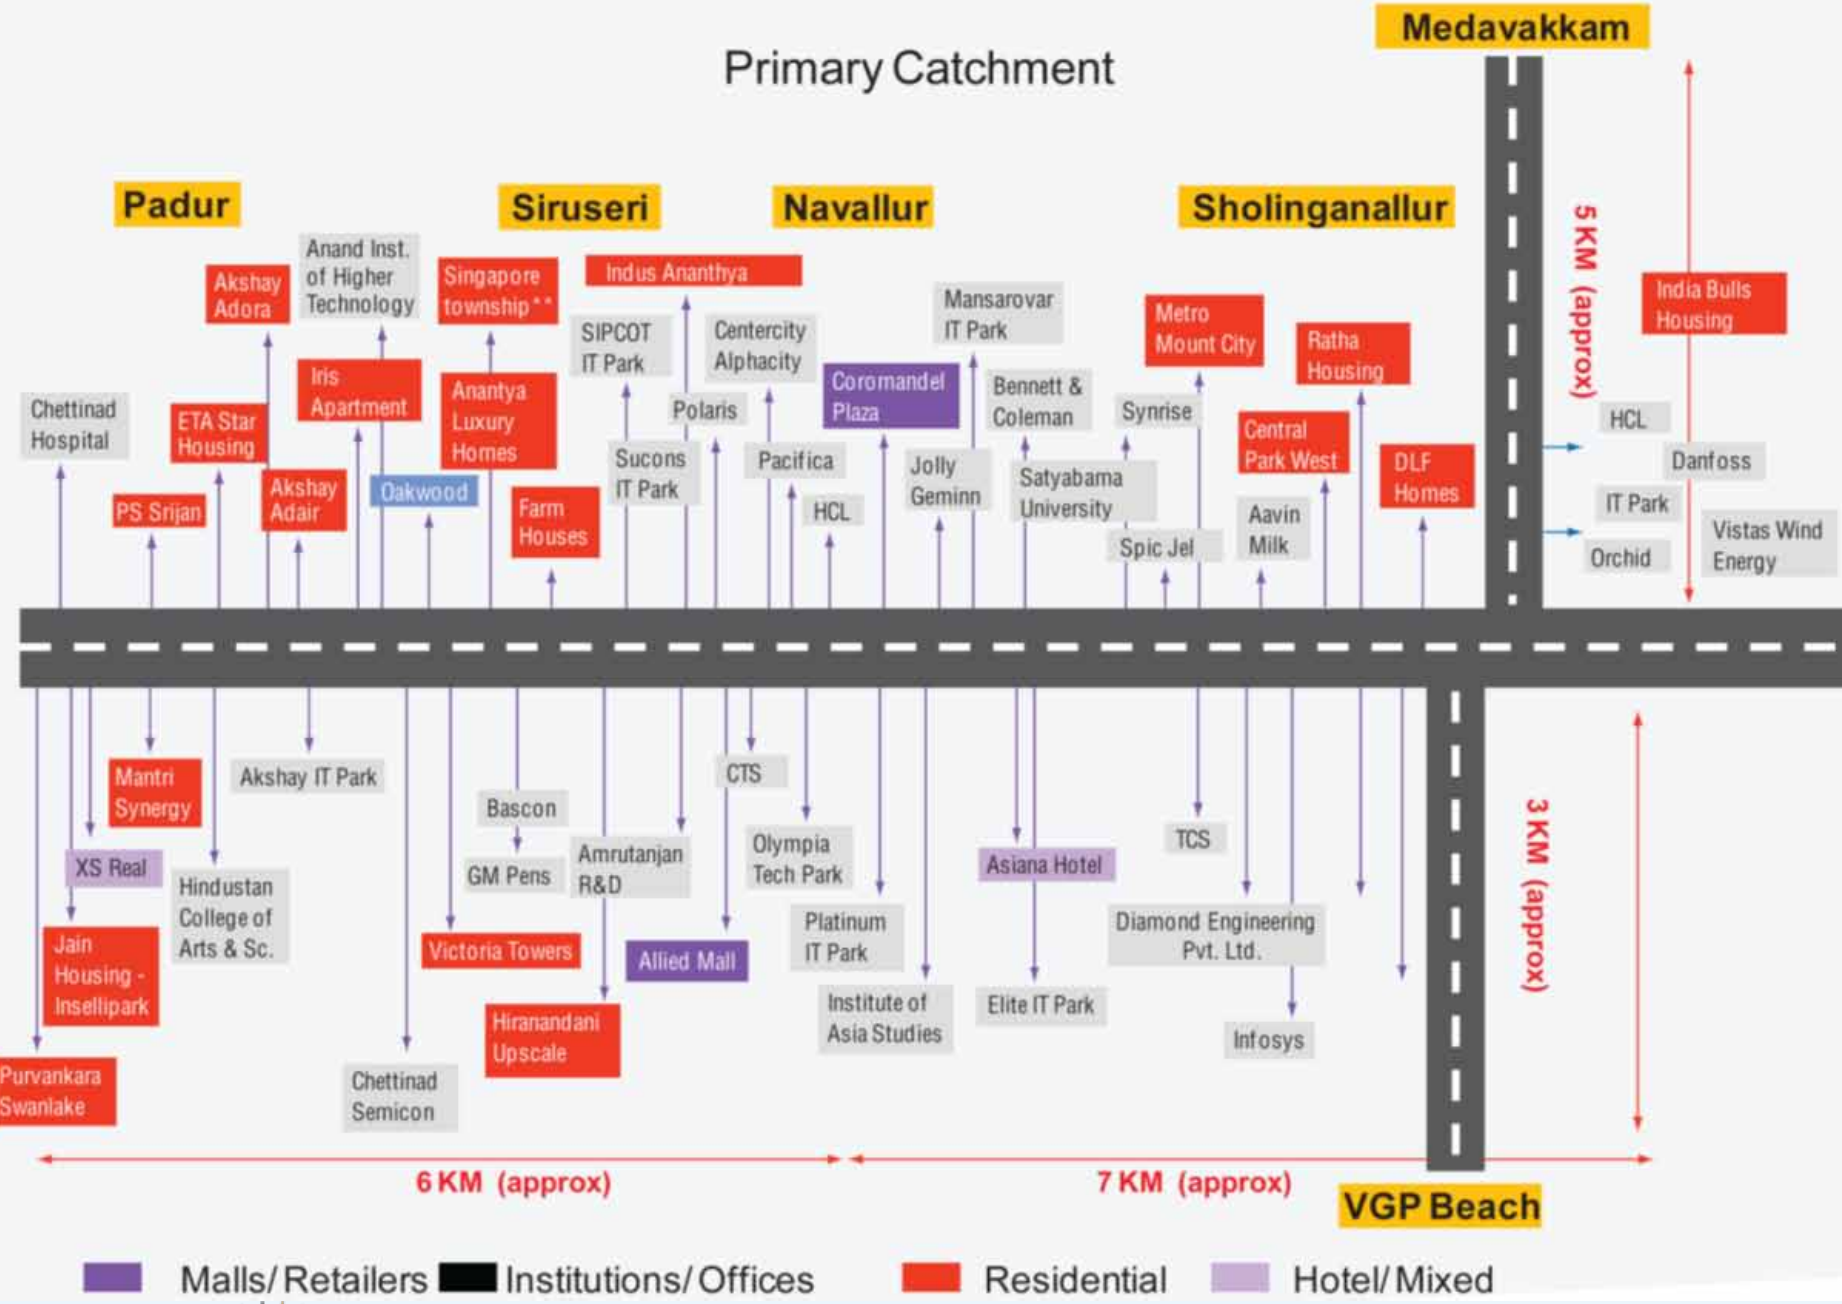 Medavakkam
Primary Catchment
Padur
Siruseri
Navallur
Sholinganallur
5 KM (approx)
Anand Inst.
of Higher
Technology
Akshay
Adora
Singapore
township**
Indus Ananthya
Mansarovar
IT Park
India Bulls
Housing
Metro
Mount City
SIPCOT
IT Park
Centercity
Alphacity
Ratha
Housing
Iris
Apartment
Anantya
Luxury
Homes
Coromandel
Plaza
Bennett &
Coleman
Chettinad
Hospital
ETA Star
Housing
Polaris
Synrise
HCL
Central
Park West
Sucons
IT Park
Pacifica
Jolly
Geminn
Satyabama
University
DLF
Homes
Danfoss
Akshay
Adair
Oakwood
PS Srijan
Farm
Houses
HCL
Aavin
Milk
IT Park
Vistas Wind
Energy
Spic Jel
Orchid
Mantri
Synergy
Akshay IT Park
CTS
Bascon
3 KM (approx)
XS Real
Hindustan
College of
Arts & Sc.
GM Pens
Amrutanjan
R&D
Olympia
Tech Park
Asiana Hotel
TCS
Jain
Housing -
Insellipark
Victoria Towers
Allied Mall
Platinum
IT Park
Diamond Engineering
Pvt. Ltd.
Hiranandani
Upscale
Institute of
Asia Studies
Elite IT Park
Infosys
Purvankara
Swanlake
Chettinad
Semicon
6 KM (approx)
7 KM (approx)
VGP Beach
Malls/Retailers
Institutions/Offices
Residential
Hotel/Mixed